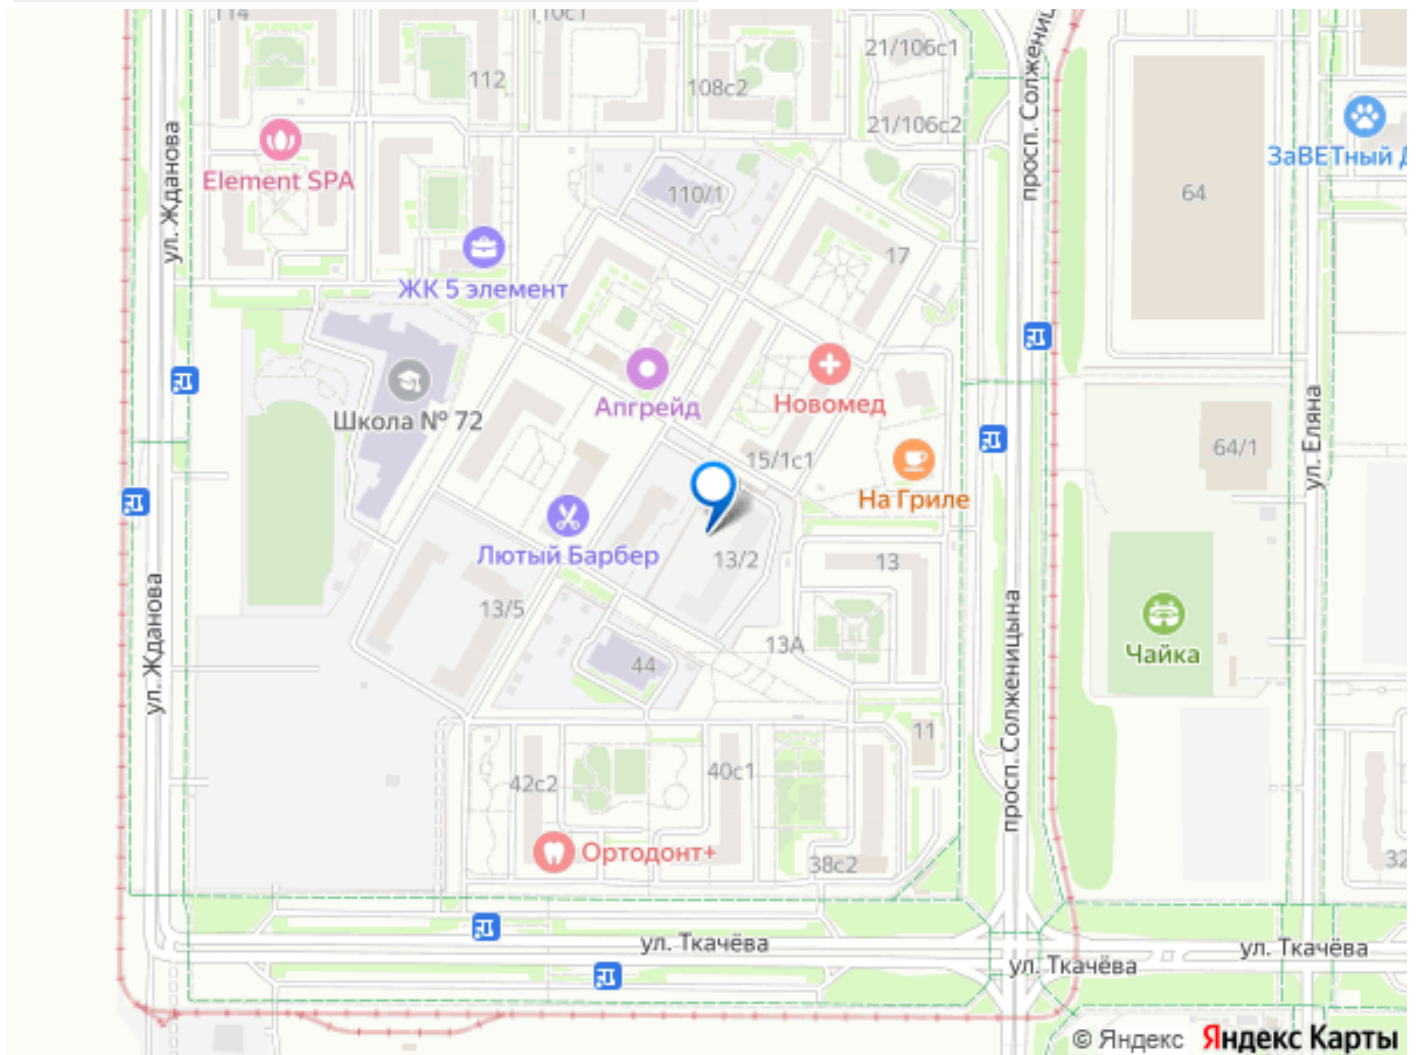 114
110с1
112
108с2
21/106с1
21/106с2
просп. Солженицы
ЗаВЕТный Д
64
ул. Жданова
Element SPA
110/1
17
ЖК 5 элемент
Школа № 72
Апгрейд
Новомед
15/1с1
На Гриле
64/1
ул. Еляна
Лютый Барбер
13/2
13
13/5
13А
44
Чайка
ул. Жданова
просп. Солженицына
11
42с2
40с1
Ортодонт+
38с2
32
ул. Ткачёва
ул. Ткачёва
ул. Ткачёва
© Яндекс Яндекс Карты